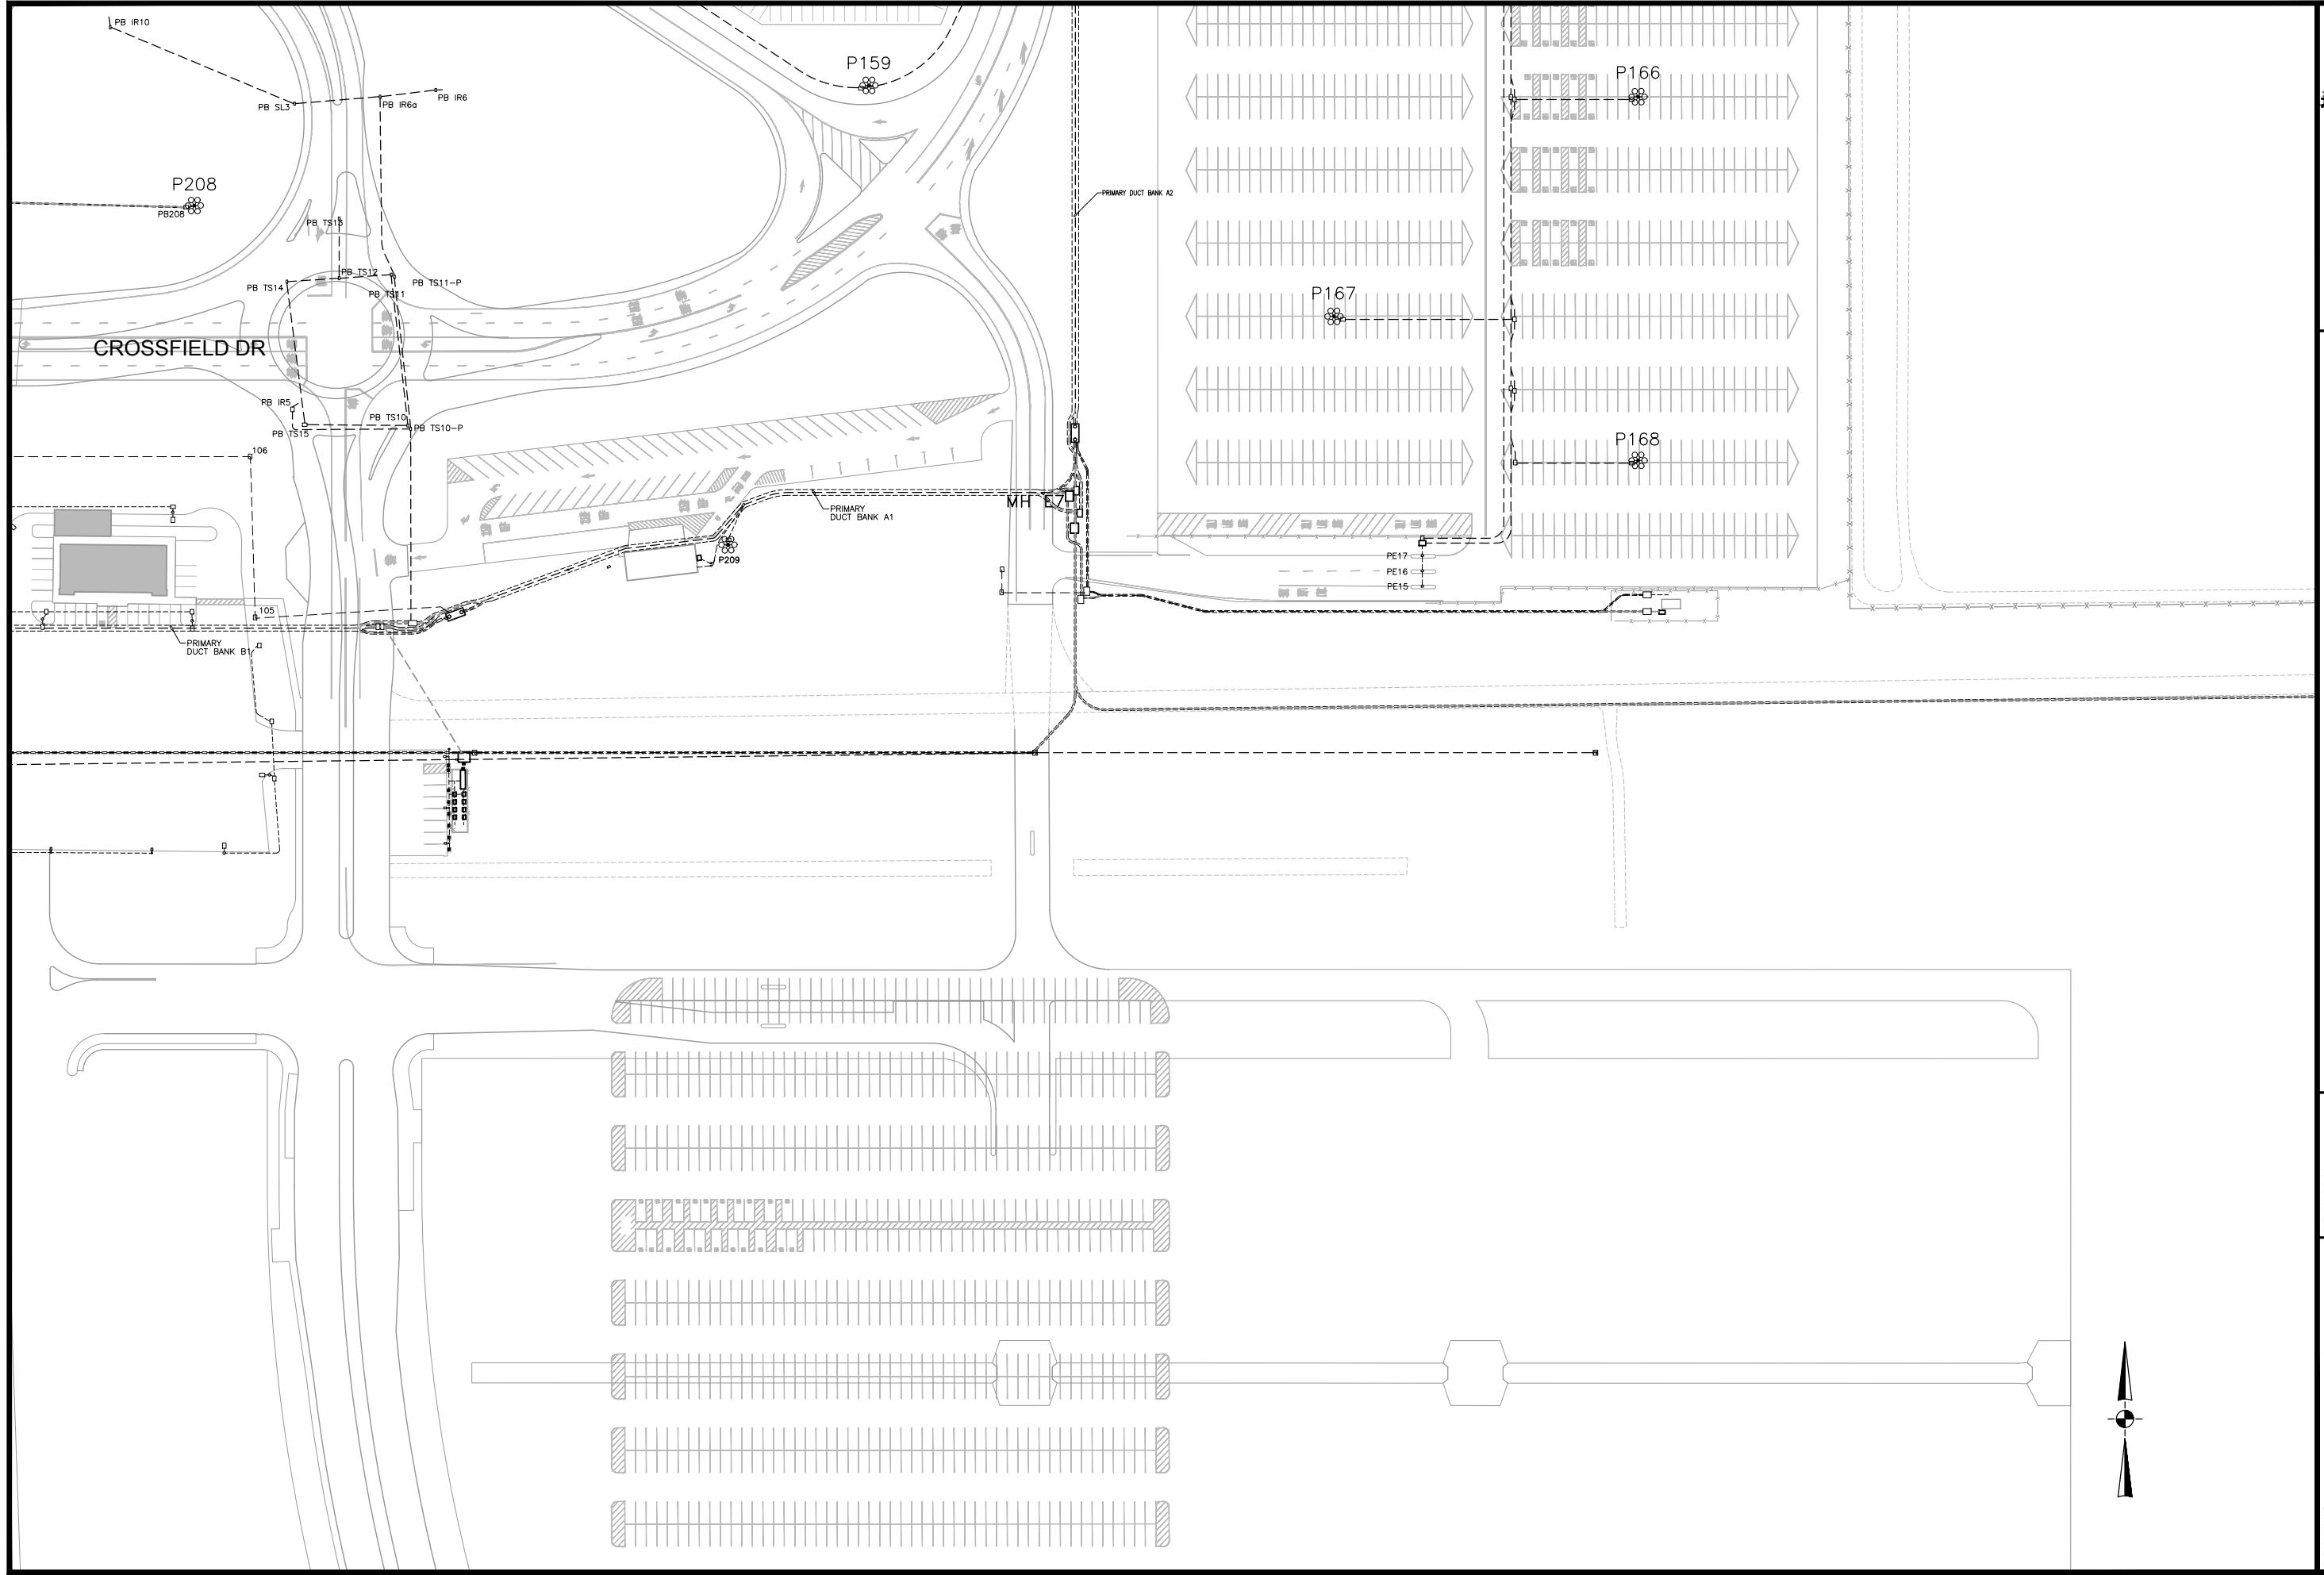 PB IR10
P159
P166
PB IR6
PB SL3
PB IR6a
P208
PB208
PRIMARY DUCT BANK A2
PB TS13
PB TS12
PB TS14
PB TS11-P
PB TS11
P167
CROSSFIELD DR
PB IR5
PB TS10
PB TS10-P
PB TS15
P168
106
MH E7
PRIMARY
DUCT BANK A1
P209
PE17
PE16
PE15
105
PRIMARY
DUCT BANK B1